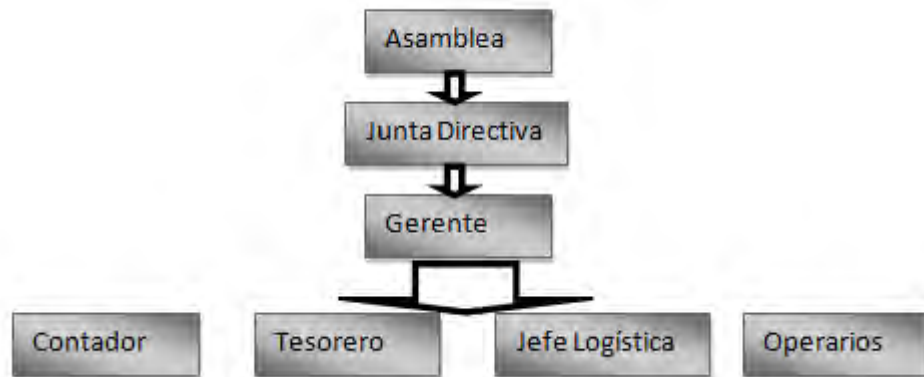 Asamblea
Junta Directiva
Gerente
Contador
Tesorero
Jefe Logística
Operarios